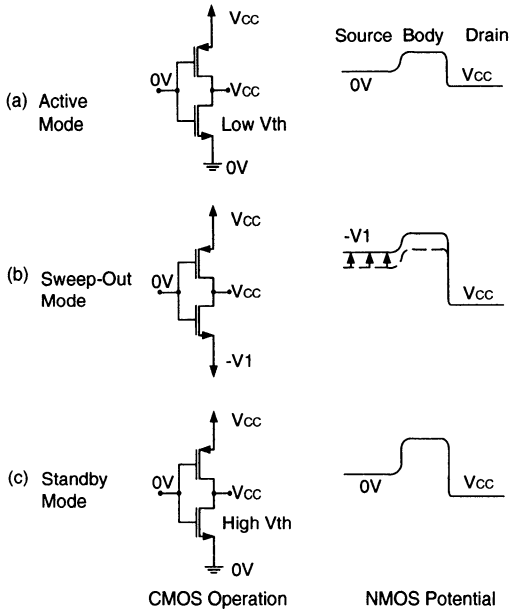 Vcc
Source Body Drain
0V
Vcc
0V
Vcc
(a) Active
Mode
Low Vth
0V
Vcc
-V1
(b) Sweep-Out
Mode
0V
Vcc
Vcc
-V1
Vcc
(c) Standby
Mode
0V
Vcc
0V
Vcc
High Vth
0V
CMOS Operation
NMOS Potential